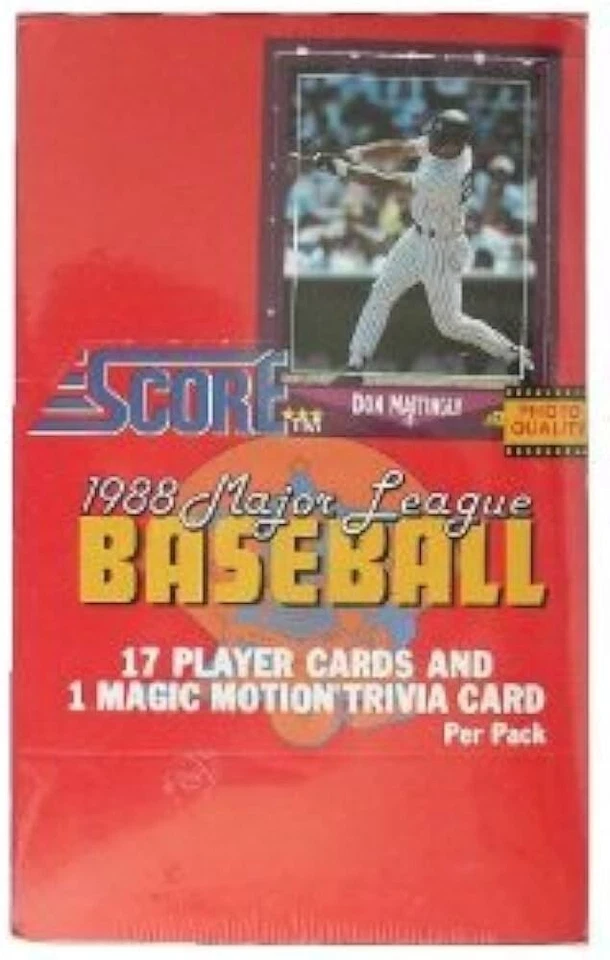 SCORE™
DON MATTINGLY
PHOTO
QUALITY
1988 Major League
BASEBALL
17 PLAYER CARDS AND
1 MAGIC MOTION TRIVIA CARD
Per Pack